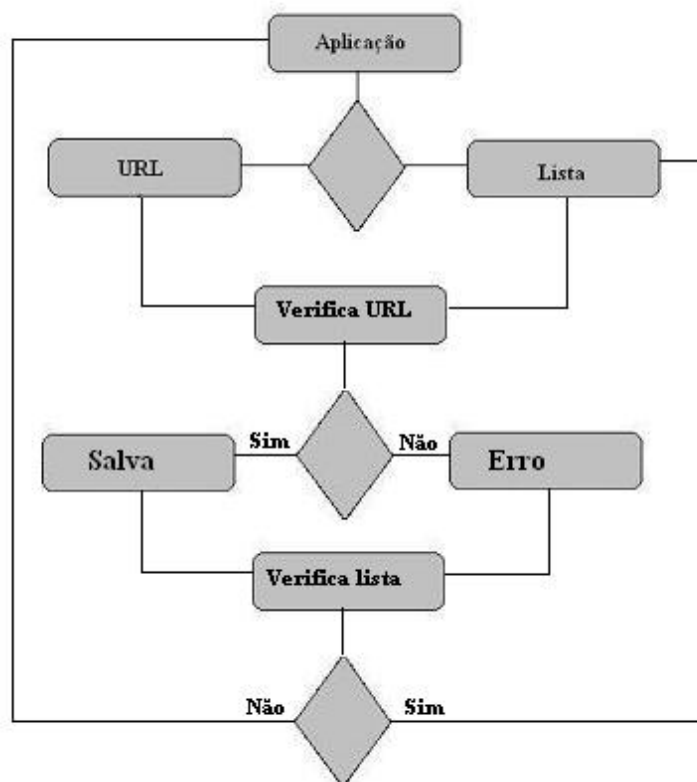 Aplicação
URL
Lista
Verifica URL
Sim
Não
Salva
Erro
Verifica lista
Não
Sim